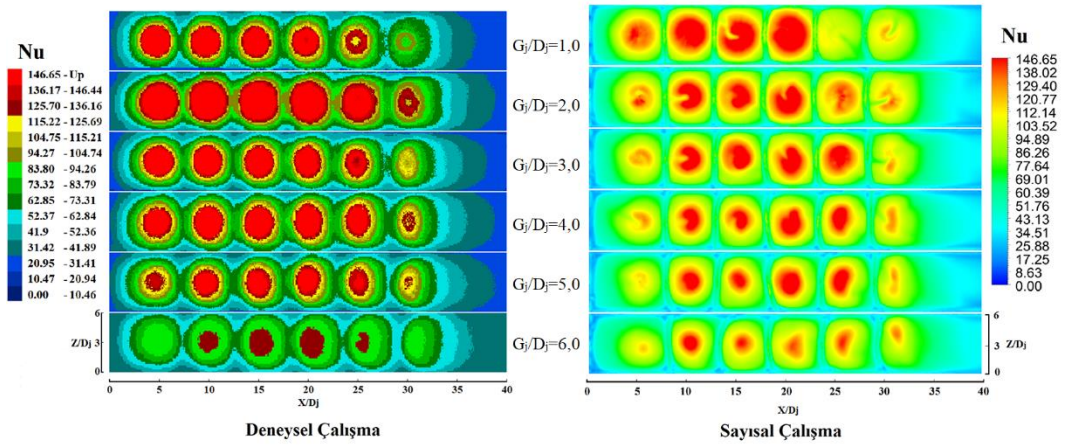 Nu
146.65 - Up
136.17 - 146.44
125.70 - 136.16
115.22 - 125.69
104.75 - 115.21
94.27 - 104.74
83.80 - 94.26
73.32 - 83.79
62.85 - 73.31
52.37 - 62.84
41.9 - 52.36
31.42 - 41.89
20.95 - 31.41
10.47 - 20.94
0.00 - 10.46
6
Z/Dj 3
0
0 5 10 15 20 25 30 35 40
X/Dj
Deneysel Çalışma
Gj/Dj=1,0
Gj/Dj=2,0
Gj/Dj=3,0
Gj/Dj=4,0
Gj/Dj=5,0
Gj/Dj=6,0
0 5 10 15 20 25 30 35 40
X/Dj
Sayısal Çalışma
Nu
146.65
138.02
129.40
120.77
112.14
103.52
94.89
86.26
77.64
69.01
60.39
51.76
43.13
34.51
25.88
17.25
8.63
0.00
6
3 Z/Dj
0